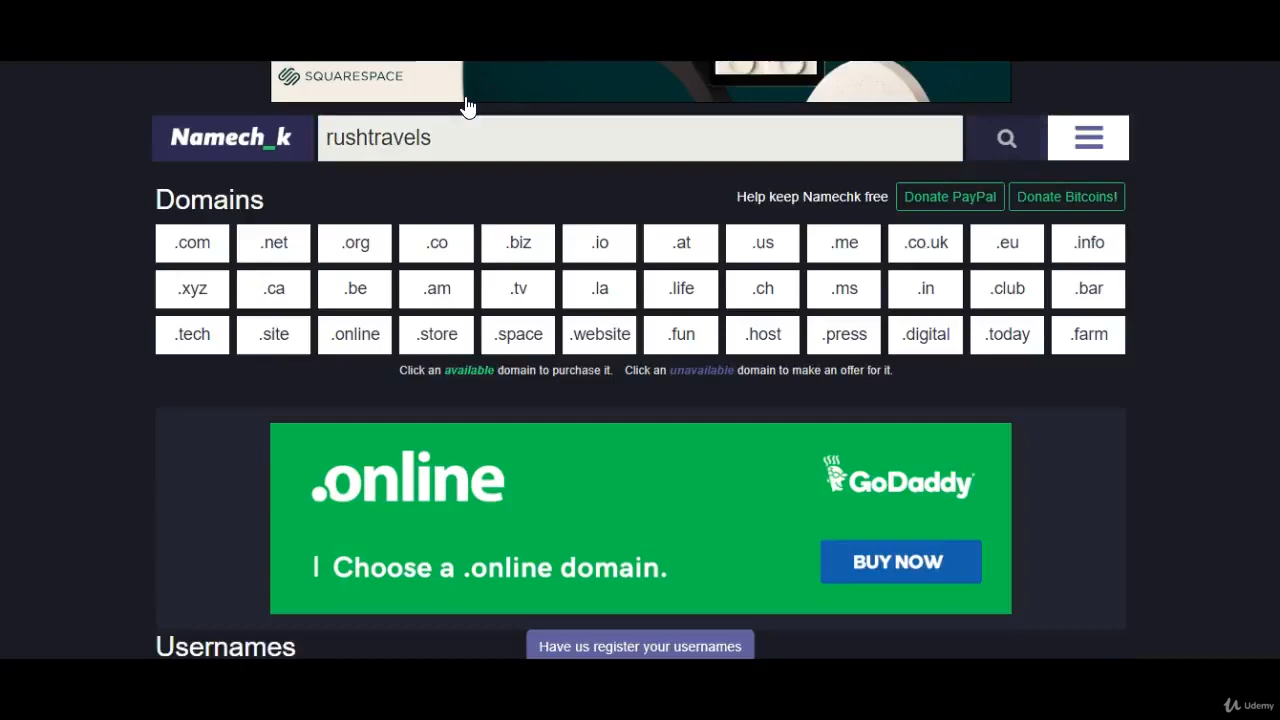 SQUARESPACE
Namech_k
rushtravels
Domains
Help keep Namechk free
Donate PayPal
Donate Bitcoins!
.com .net .org .co .biz .io .at .us .me .co.uk .eu .info
.xyz .ca .be .am .tv .la .life .ch .ms .in .club .bar
.tech .site .online .store .space .website .fun .host .press .digital .today .farm
Click an available domain to purchase it. Click an unavailable domain to make an offer for it.
.online
GoDaddy
Choose a .online domain.
BUY NOW
Usernames
Have us register your usernames
Udemy